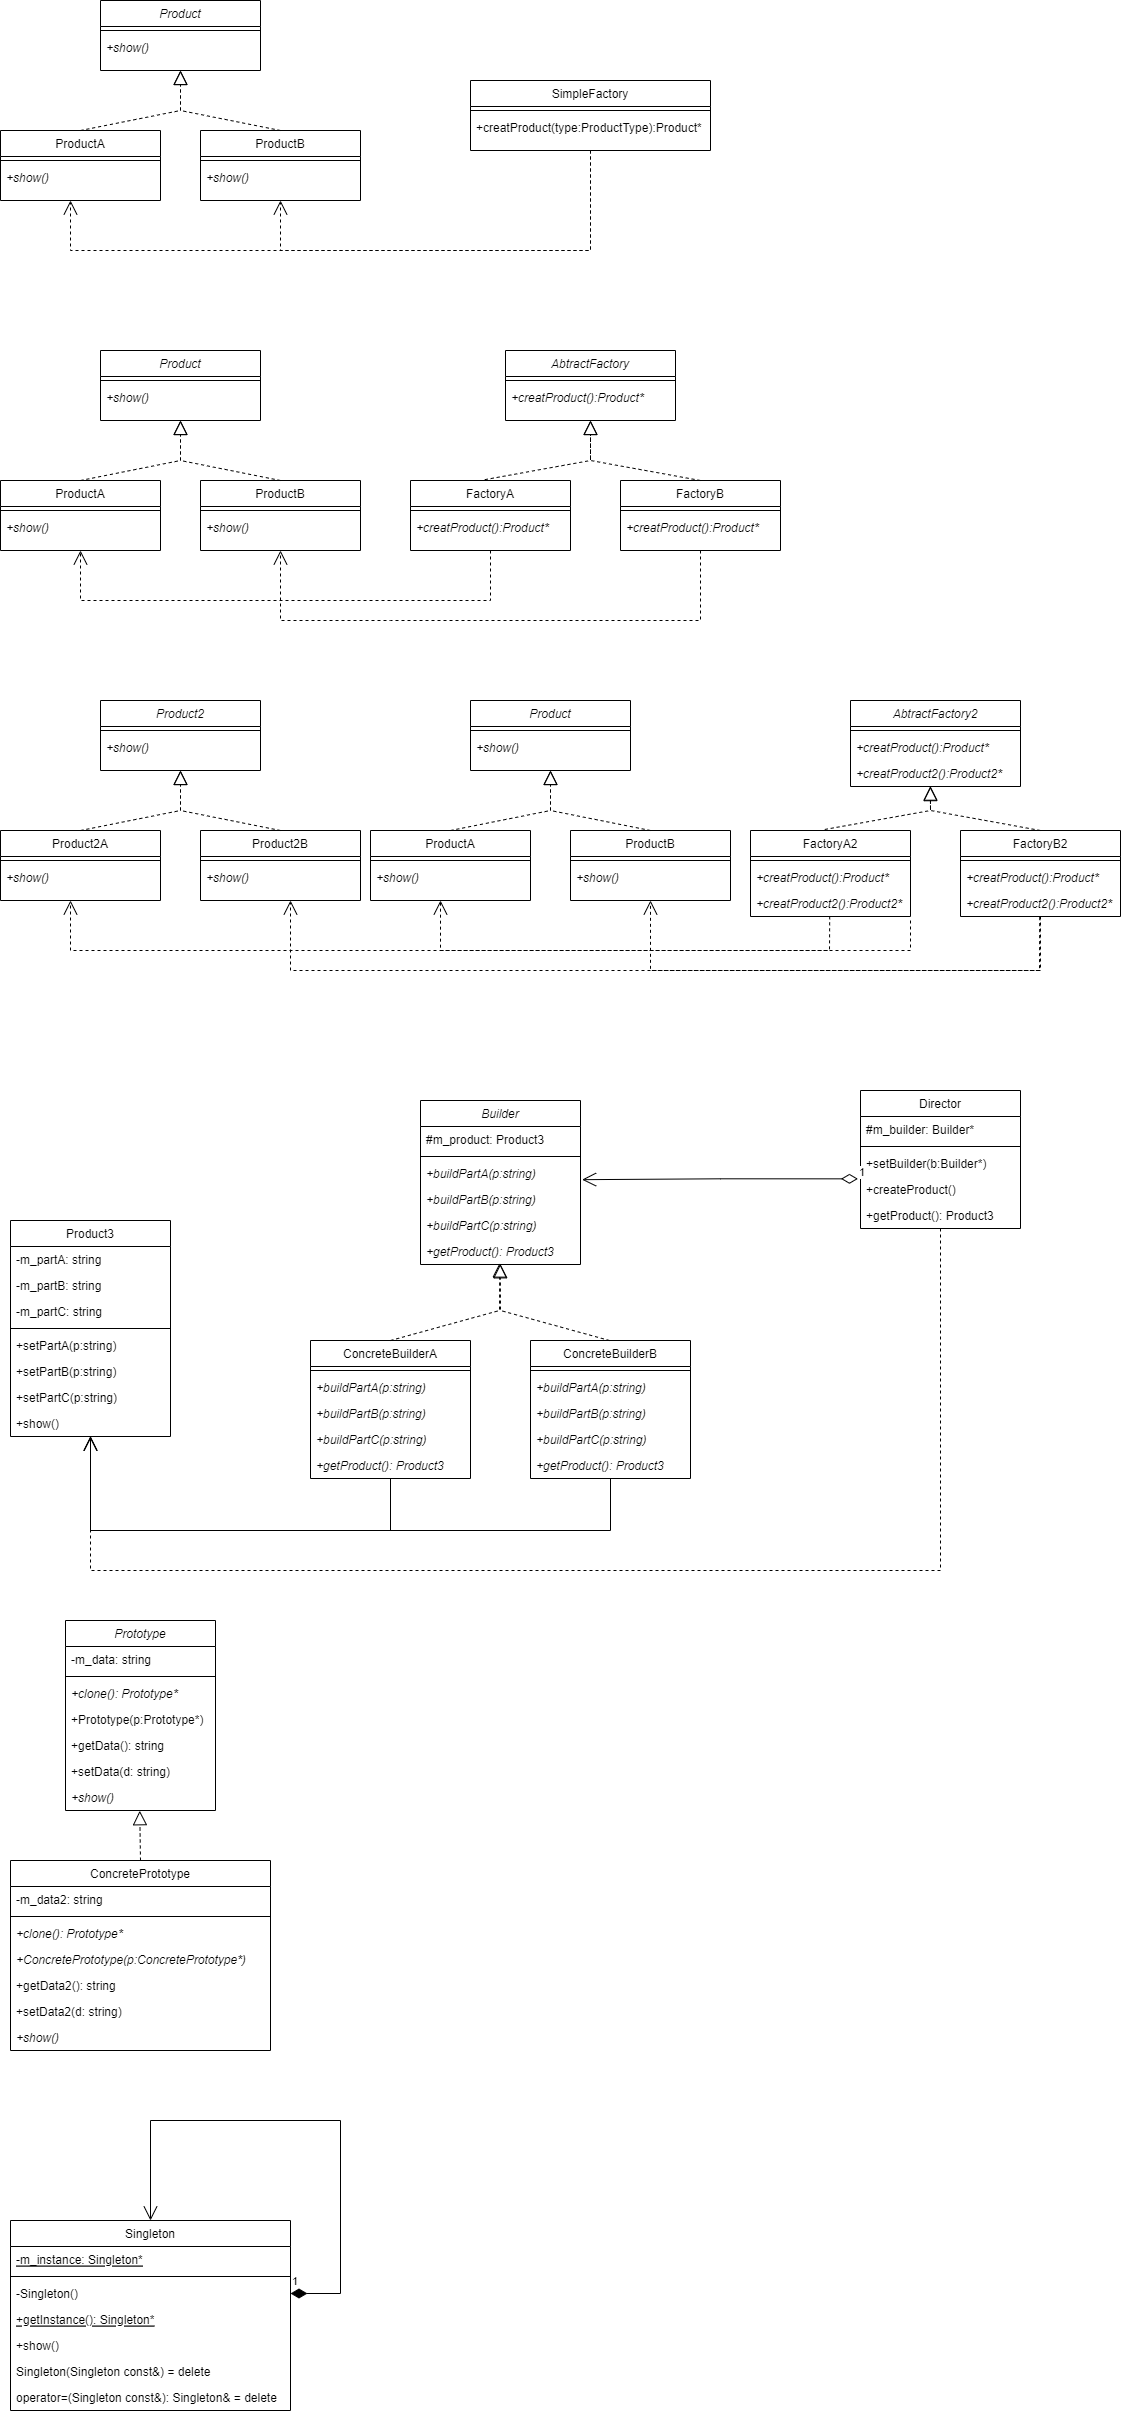 Product
+show()
SimpleFactory
+creatProduct(type:ProductType):Product*
ProductA
+show()
ProductB
+show()
Product
+show()
AbtractFactory
+creatProduct():Product*
ProductA
+show()
ProductB
+show()
FactoryA
+creatProduct():Product*
FactoryB
+creatProduct():Product*
Product2
+show()
Product
+show()
AbtractFactory2
+creatProduct():Product*
+creatProduct2():Product2*
Product2A
+show()
Product2B
+show()
ProductA
+show()
ProductB
+show()
FactoryA2
+creatProduct():Product*
+creatProduct2():Product2*
FactoryB2
+creatProduct():Product*
+creatProduct2():Product2*
Builder
#m_product: Product3
+buildPartA(p:string)
+buildPartB(p:string)
+buildPartC(p:string)
+getProduct(): Product3
Director
#m_builder: Builder*
+setBuilder(b:Builder*)
+createProduct()
+getProduct(): Product3
1
Product3
-m_partA: string
-m_partB: string
-m_partC: string
+setPartA(p:string)
+setPartB(p:string)
+setPartC(p:string)
+show()
ConcreteBuilderA
+buildPartA(p:string)
+buildPartB(p:string)
+buildPartC(p:string)
+getProduct(): Product3
ConcreteBuilderB
+buildPartA(p:string)
+buildPartB(p:string)
+buildPartC(p:string)
+getProduct(): Product3
Prototype
-m_data: string
+clone(): Prototype*
+Prototype(p:Prototype*)
+getData(): string
+setData(d: string)
+show()
ConcretePrototype
-m_data2: string
+clone(): Prototype*
+ConcretePrototype(p:ConcretePrototype*)
+getData2(): string
+setData2(d: string)
+show()
Singleton
-m_instance: Singleton*
1
-Singleton()
+getInstance(): Singleton*
+show()
Singleton(Singleton const&) = delete
operator=(Singleton const&): Singleton& = delete